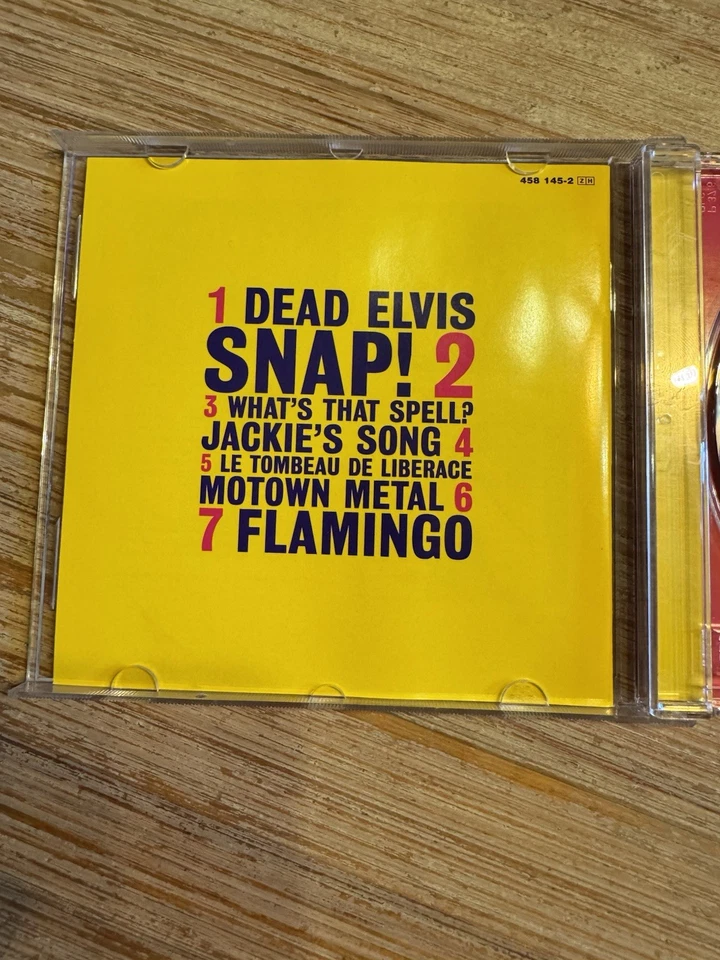 458 145-2 ZH
1 DEAD ELVIS
SNAP! 2
3 WHAT'S THAT SPELL?
JACKIE'S SONG 4
5 LE TOMBEAU DE LIBERACE
MOTOWN METAL 6
7 FLAMINGO